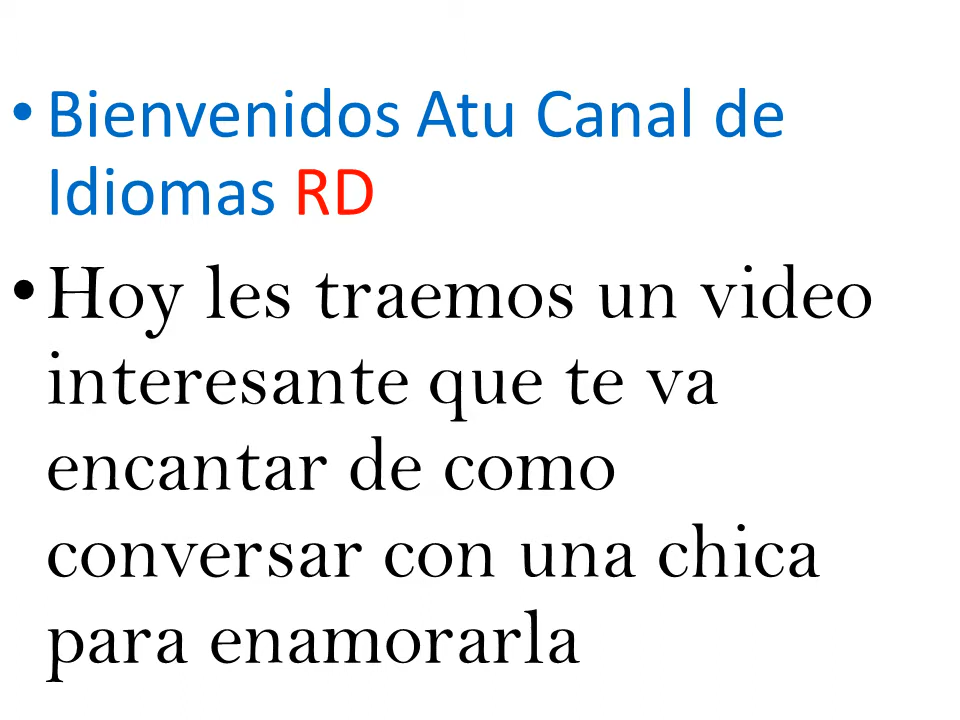 • Bienvenidos Atu Canal de
Idiomas RD
• Hoy les traemos un video
interesante que te va
encantar de como
conversar con una chica
para enamorarla